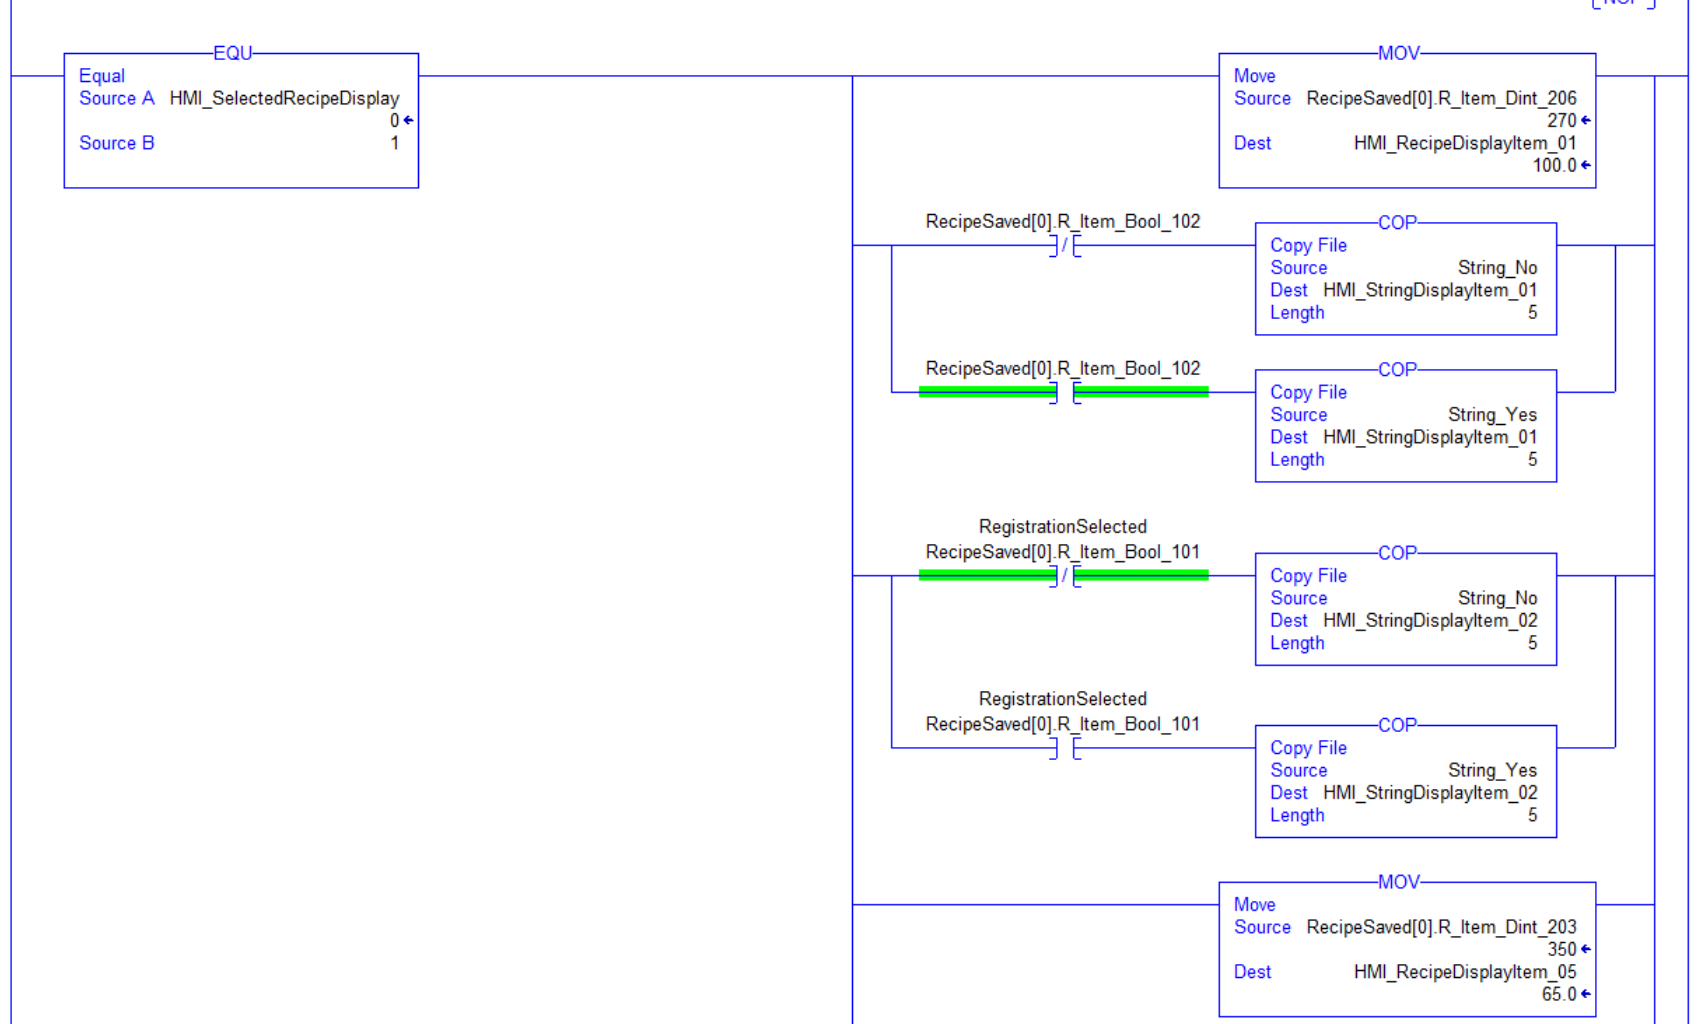 NOP
EQU
Equal
Source A HMI_SelectedRecipeDisplay
0
Source B 1
MOV
Move
Source RecipeSaved[0].R_Item_Dint_206
270
Dest HMI_RecipeDisplayItem_01
100.0
RecipeSaved[0].R_Item_Bool_102
COP
Copy File
Source String_No
Dest HMI_StringDisplayItem_01
Length 5
RecipeSaved[0].R_Item_Bool_102
COP
Copy File
Source String_Yes
Dest HMI_StringDisplayItem_01
Length 5
RegistrationSelected
RecipeSaved[0].R_Item_Bool_101
COP
Copy File
Source String_No
Dest HMI_StringDisplayItem_02
Length 5
RegistrationSelected
RecipeSaved[0].R_Item_Bool_101
COP
Copy File
Source String_Yes
Dest HMI_StringDisplayItem_02
Length 5
MOV
Move
Source RecipeSaved[0].R_Item_Dint_203
350
Dest HMI_RecipeDisplayItem_05
65.0